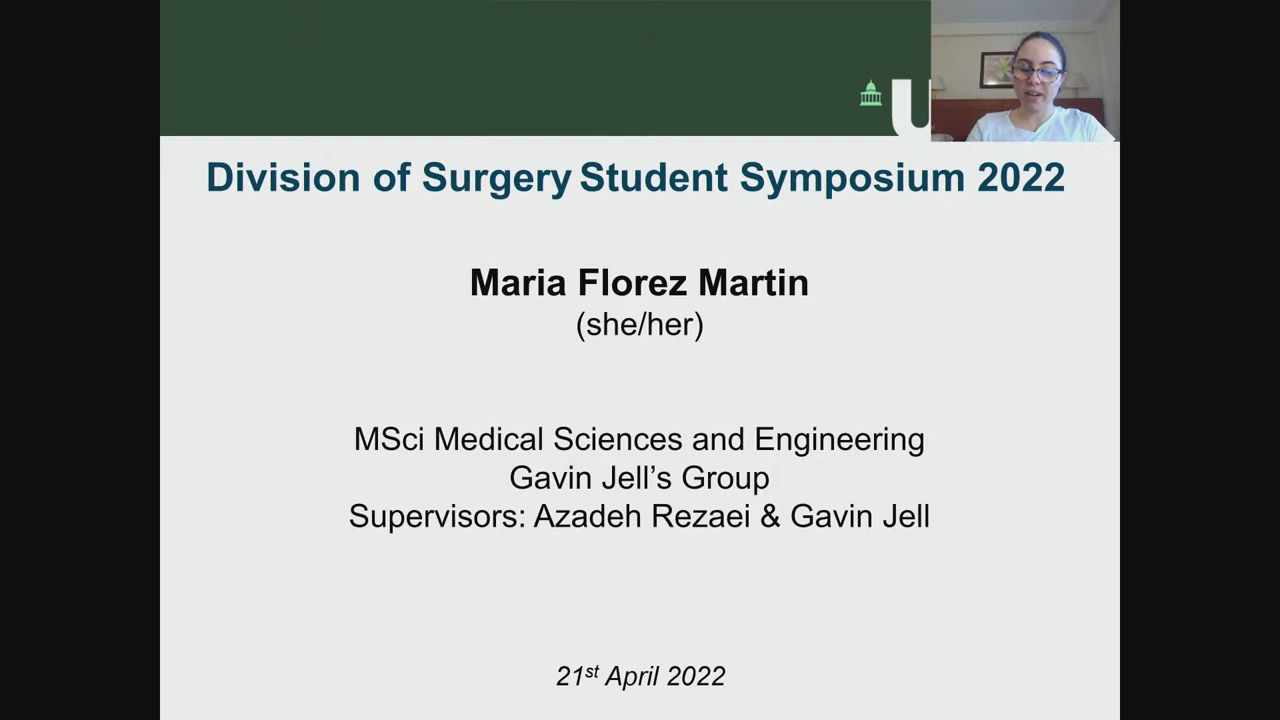 U
Division of Surgery Student Symposium 2022
Maria Florez Martin
(she/her)
MSci Medical Sciences and Engineering
Gavin Jell’s Group
Supervisors: Azadeh Rezaei & Gavin Jell
21st April 2022